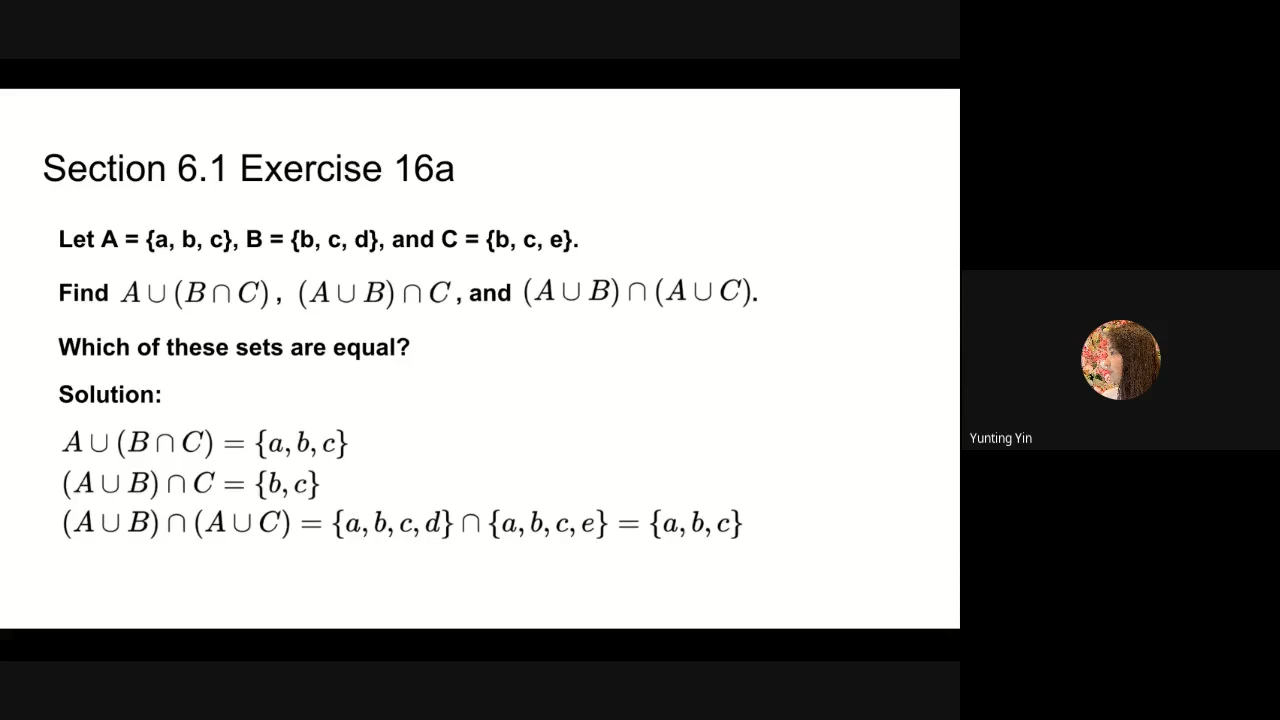 Section 6.1 Exercise 16a
Let A = {a, b, c}, B = {b, c, d}, and C = {b, c, e}.
Find A ∪ (B ∩ C), (A ∪ B) ∩ C, and (A ∪ B) ∩ (A ∪ C).
Which of these sets are equal?
Solution:
A ∪ (B ∩ C) = {a, b, c}
(A ∪ B) ∩ C = {b, c}
(A ∪ B) ∩ (A ∪ C) = {a, b, c, d} ∩ {a, b, c, e} = {a, b, c}
Yunting Yin